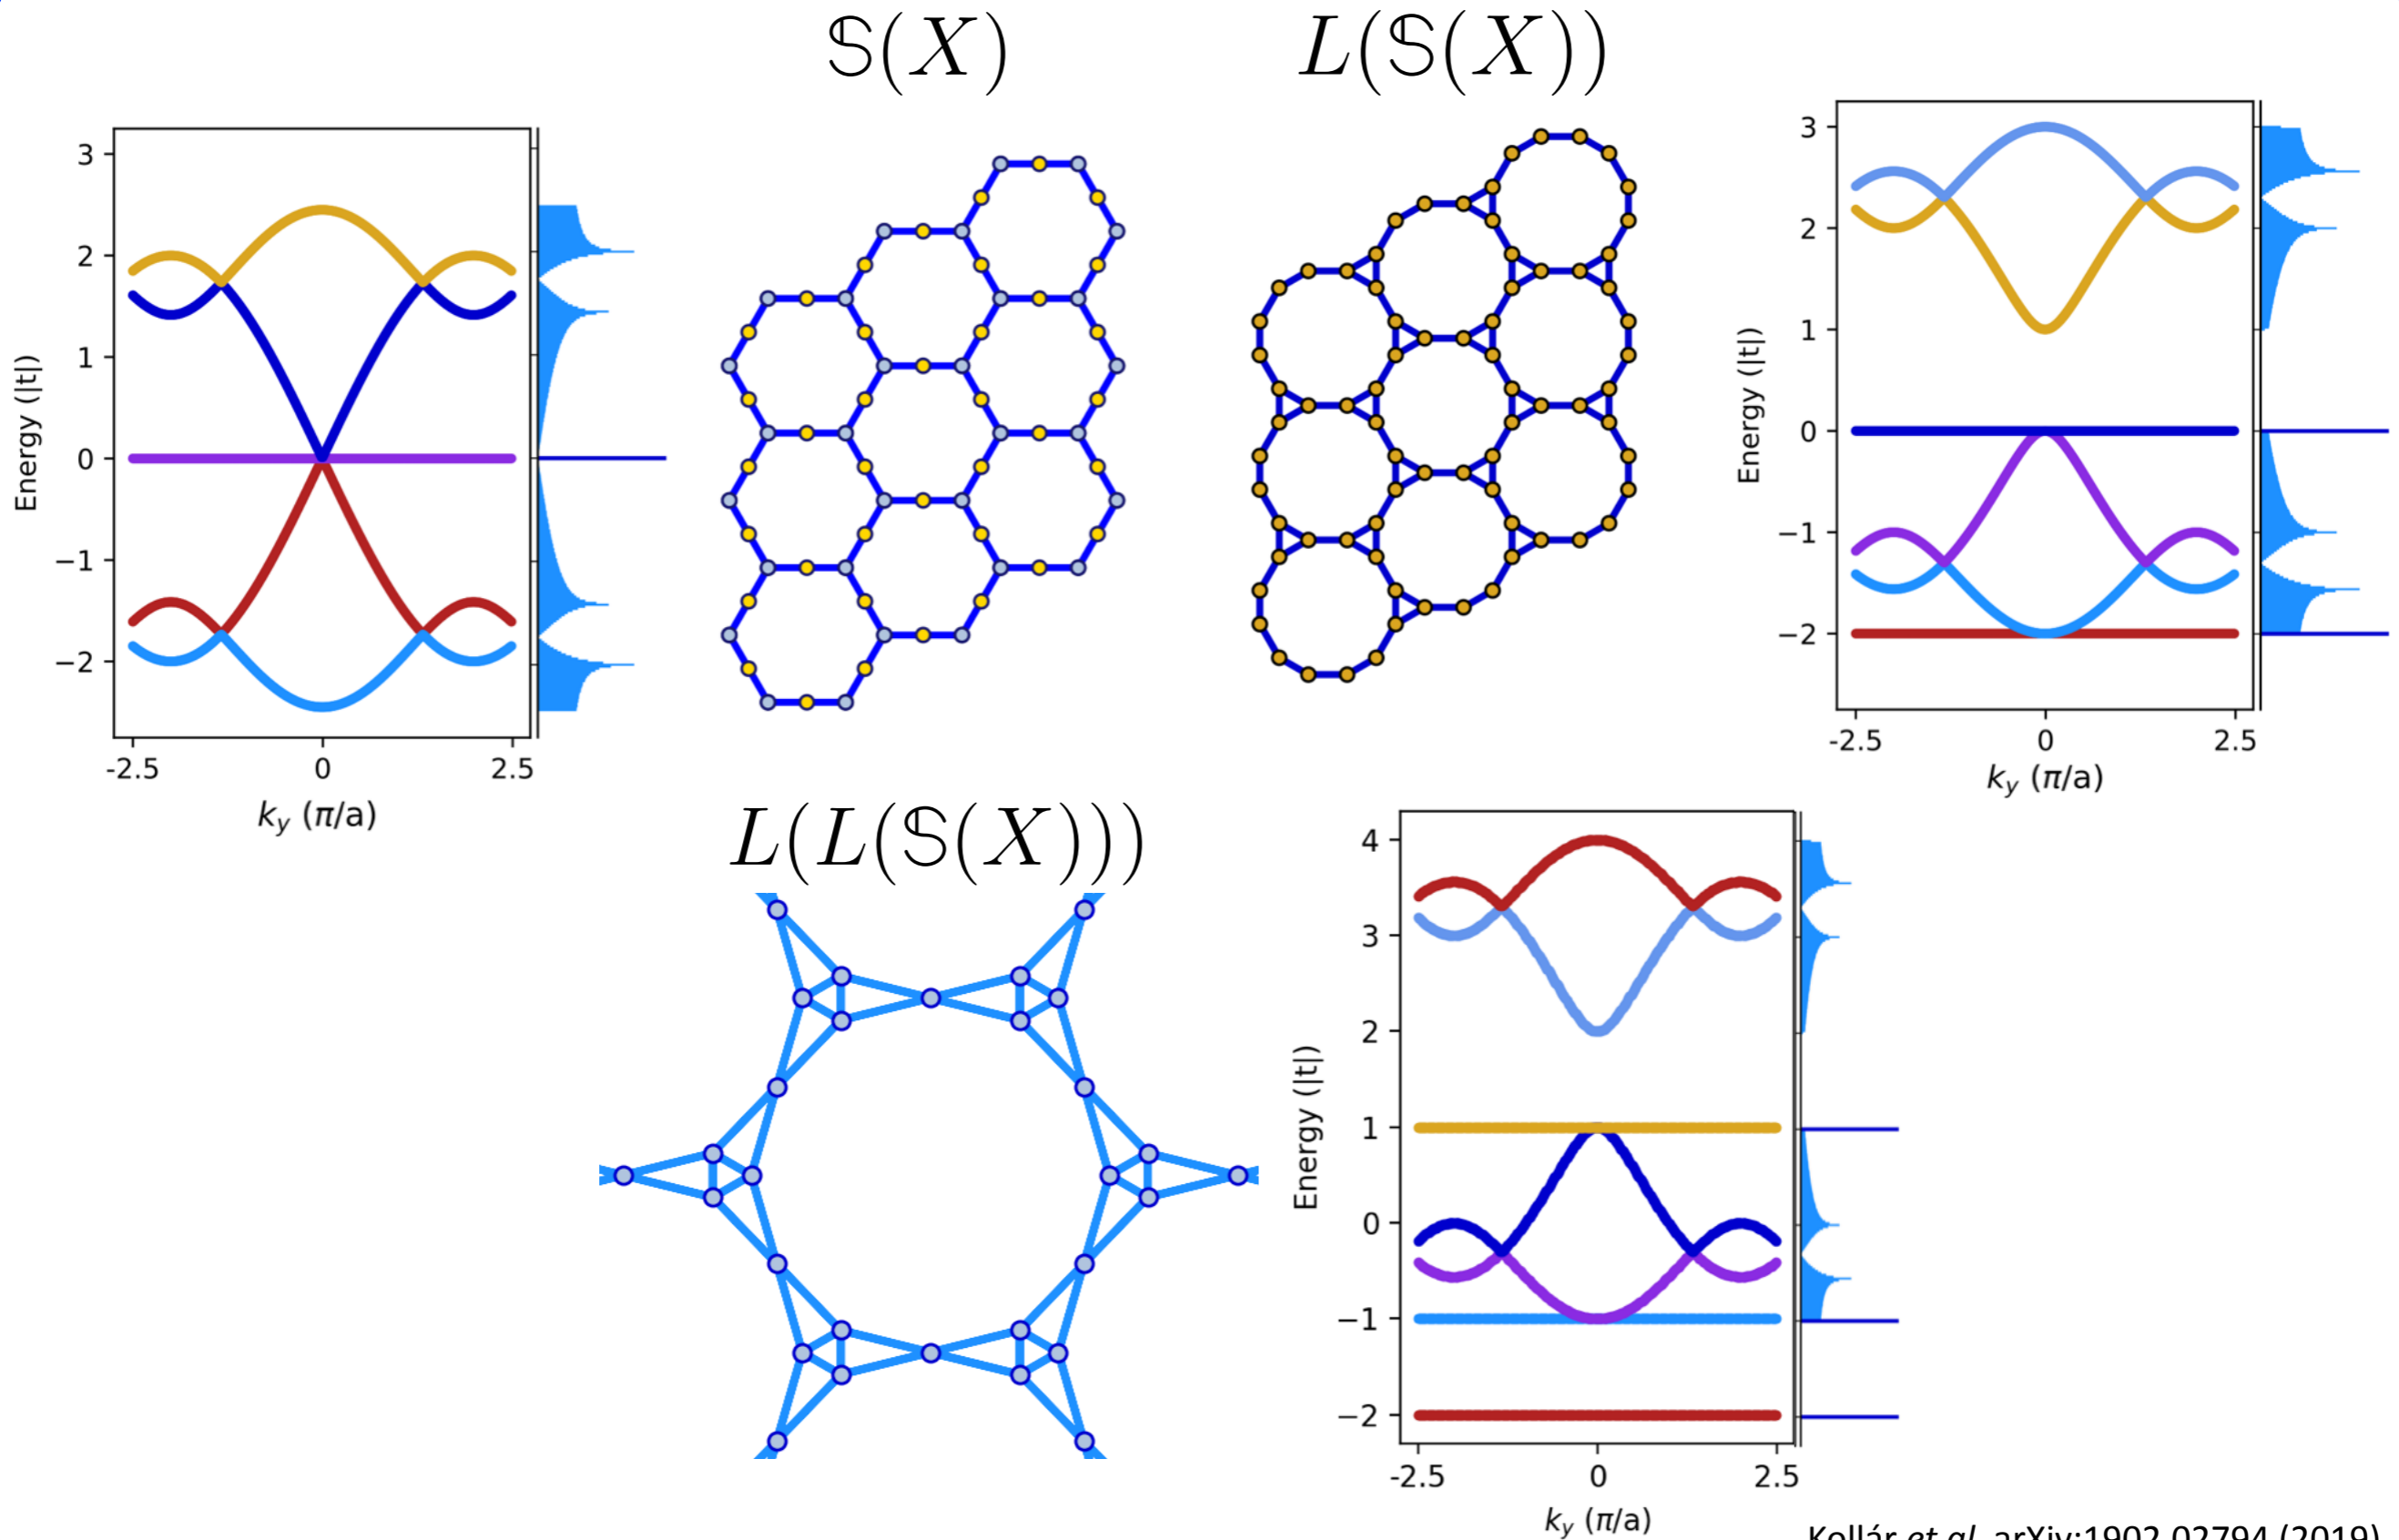 𝕊(X)
L(𝕊(X))
3
2
1
0
−1
−2
Energy (|t|)
-2.5 0 2.5
k_y (π/a)
3
2
1
0
−1
−2
Energy (|t|)
-2.5 0 2.5
k_y (π/a)
L(L(𝕊(X)))
4
3
2
1
0
−1
−2
Energy (|t|)
-2.5 0 2.5
k_y (π/a)
Kollár et al. arXiv:1902.02794 (2019)